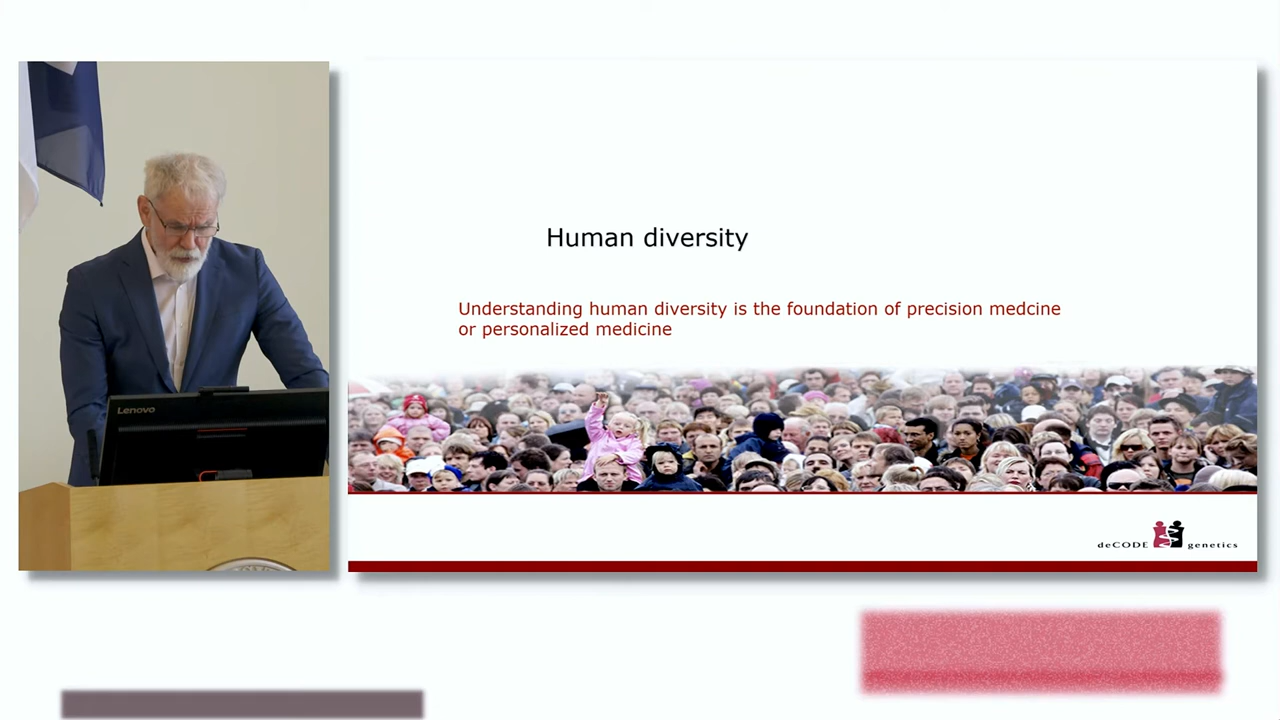 Lenovo
Human diversity
Understanding human diversity is the foundation of precision medcine
or personalized medicine
deCODE genetics